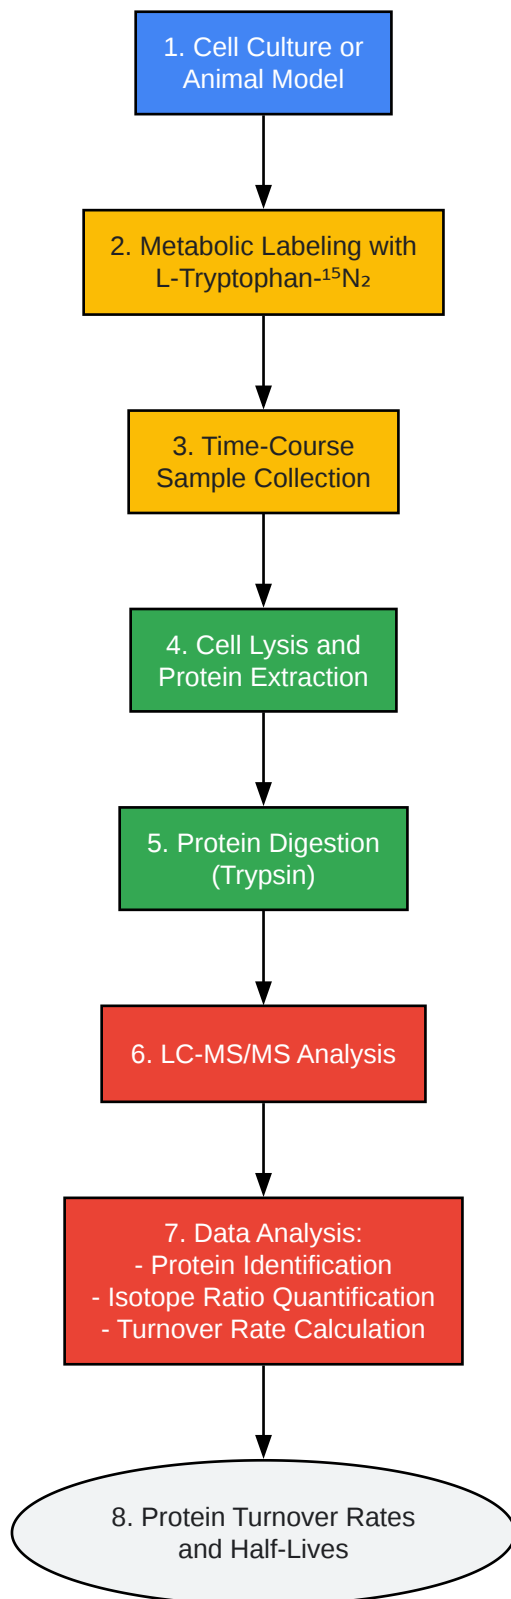 1. Cell Culture or
Animal Model
2. Metabolic Labeling with
L-Tryptophan-¹⁵N₂
3. Time-Course
Sample Collection
4. Cell Lysis and
Protein Extraction
5. Protein Digestion
(Trypsin)
6. LC-MS/MS Analysis
7. Data Analysis:
- Protein Identification
- Isotope Ratio Quantification
- Turnover Rate Calculation
8. Protein Turnover Rates
and Half-Lives